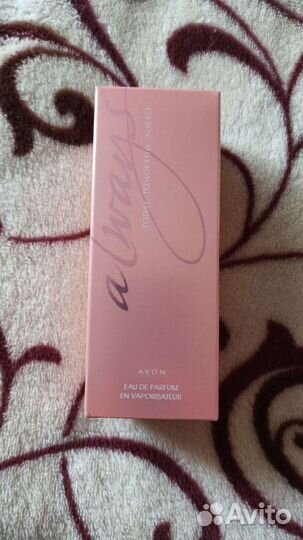 always
TODAY TOMORROW ALWAYS
AVON
EAU DE PARFUM
EN VAPORISATEUR
Avito